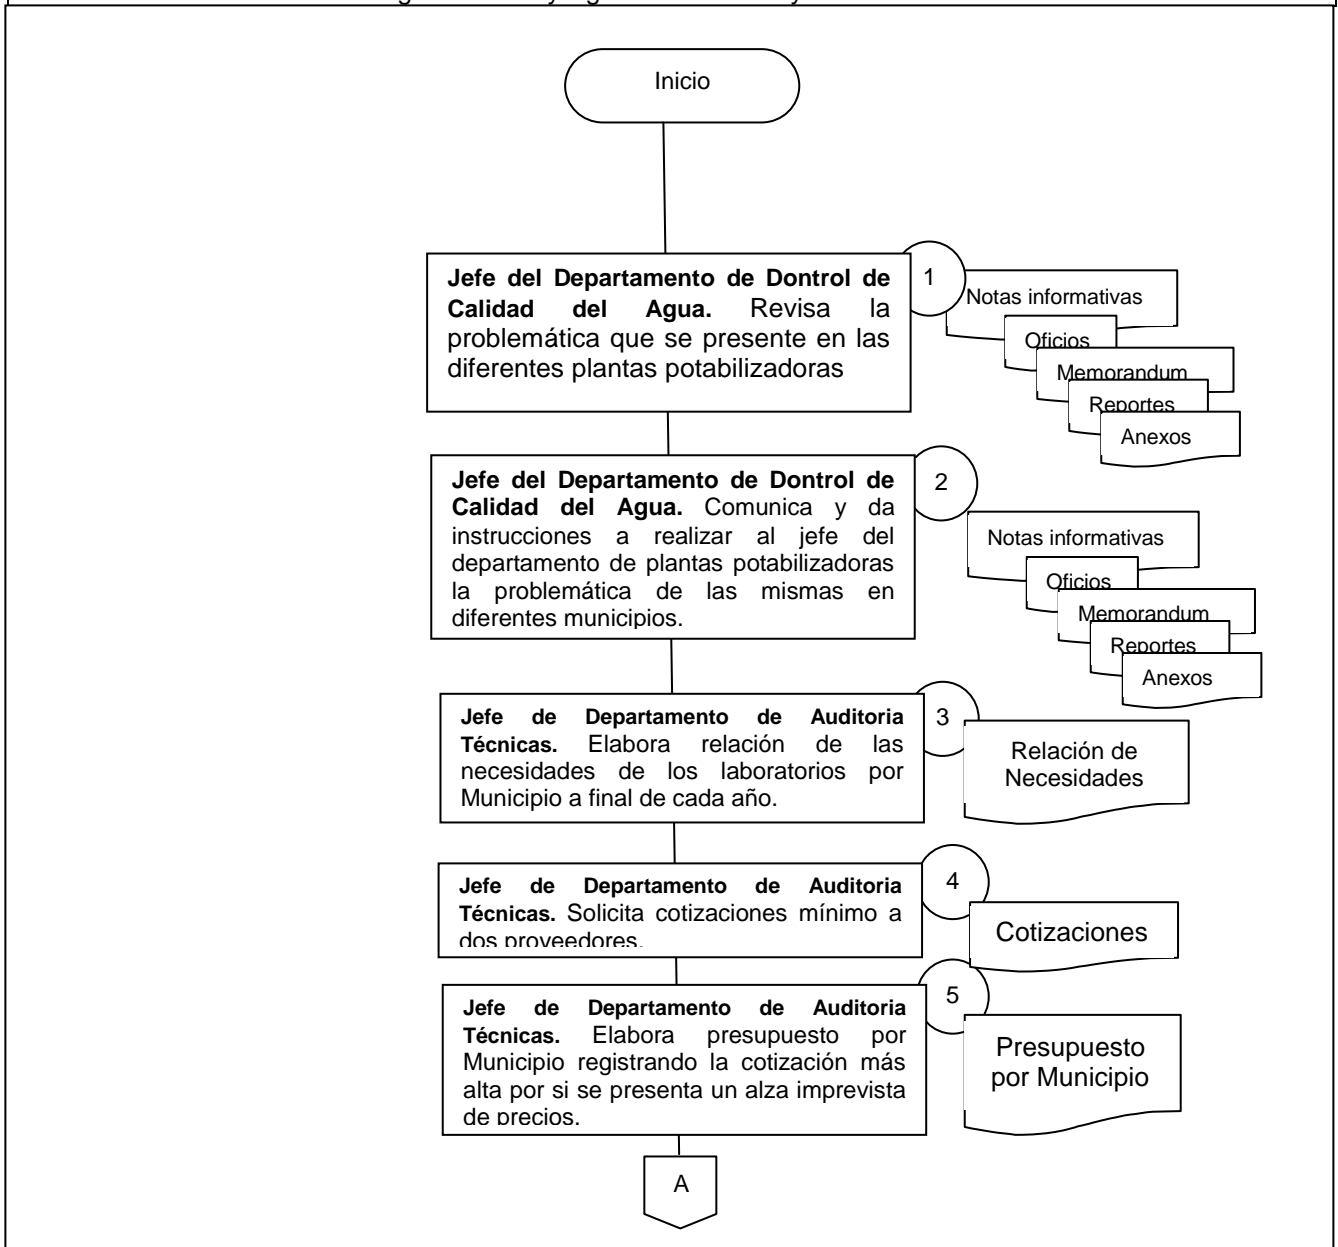 Inicio
Jefe del Departamento de Dontrol de
Calidad del Agua. Revisa la
problemática que se presente en las
diferentes plantas potabilizadoras
1
Notas informativas
Oficios
Memorandum
Reportes
Anexos
Jefe del Departamento de Dontrol de
Calidad del Agua. Comunica y da
instrucciones a realizar al jefe del
departamento de plantas potabilizadoras
la problemática de las mismas en
diferentes municipios.
2
Notas informativas
Oficios
Memorandum
Reportes
Anexos
Jefe de Departamento de Auditoria
Técnicas. Elabora relación de las
necesidades de los laboratorios por
Municipio a final de cada año.
3
Relación de
Necesidades
Jefe de Departamento de Auditoria
Técnicas. Solicita cotizaciones mínimo a
dos proveedores.
4
Cotizaciones
Jefe de Departamento de Auditoria
Técnicas. Elabora presupuesto por
Municipio registrando la cotización más
alta por si se presenta un alza imprevista
de precios.
5
Presupuesto
por Municipio
A